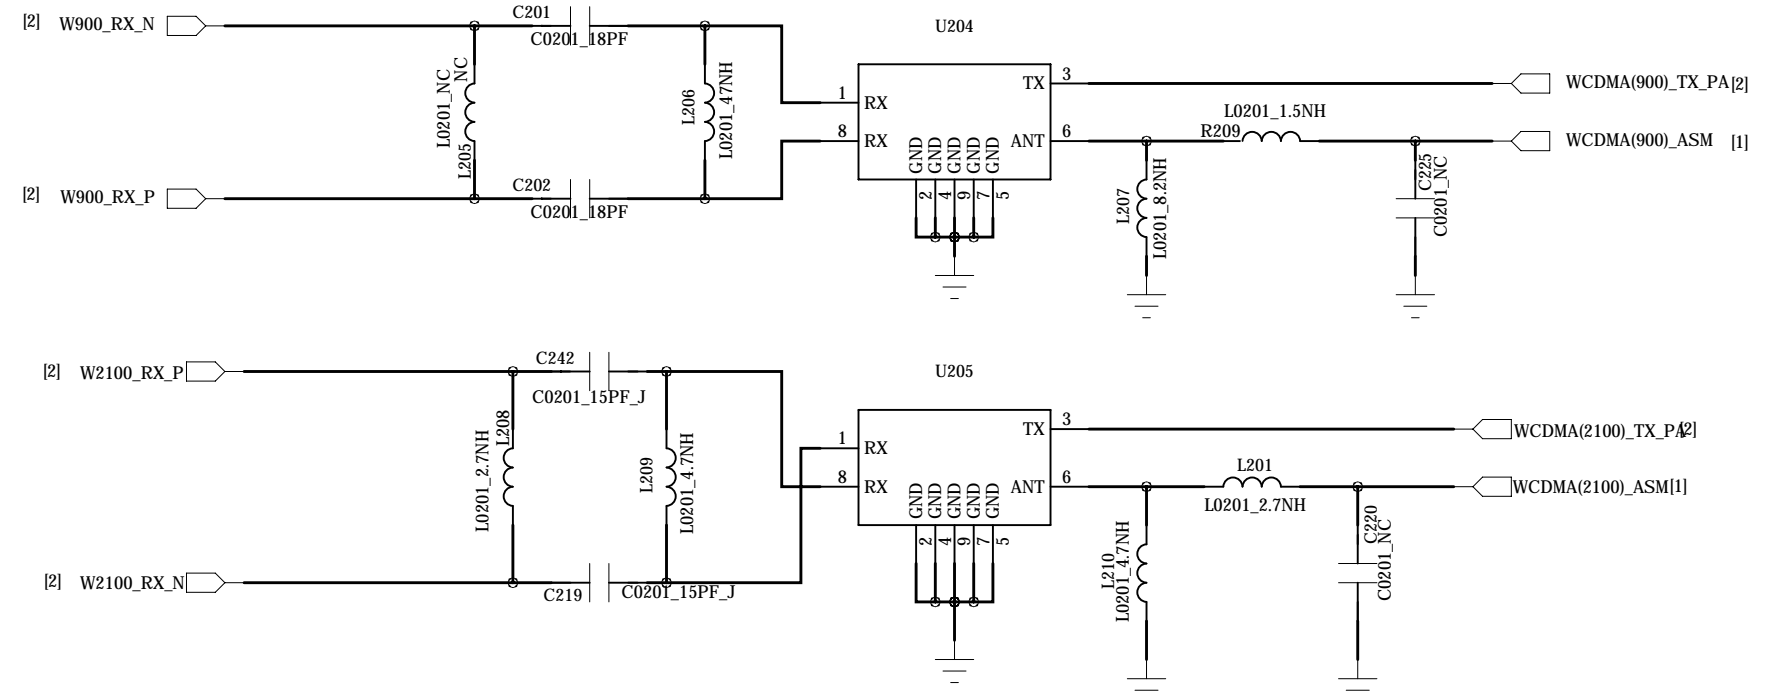 [2] W900_RX_N
C201
C0201_18PF
L0201_NC
NC
L205
L206
L0201_47NH
[2] W900_RX_P
C202
C0201_18PF
U204
1 RX
8 RX
TX 3
ANT 6
GND GND GND GND GND
2 4 9 7 5
WCDMA(900)_TX_PA[2]
L0201_1.5NH
R209
WCDMA(900)_ASM [1]
L207
L0201_8.2NH
C225
C0201_NC
[2] W2100_RX_P
C242
C0201_15PF_J
L208
L0201_2.7NH
L209
L0201_4.7NH
[2] W2100_RX_N
C219
C0201_15PF_J
U205
1 RX
8 RX
TX 3
ANT 6
GND GND GND GND GND
2 4 9 7 5
WCDMA(2100)_TX_PA[2]
L201
L0201_2.7NH
WCDMA(2100)_ASM[1]
L210
L0201_4.7NH
C220
C0201_NC